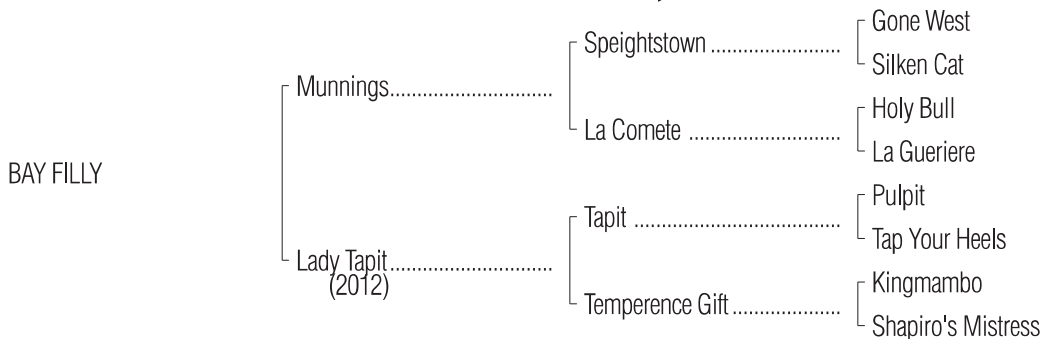 Gone West
Speightstown ........................
Silken Cat
Munnings..............................
Holy Bull
La Comete ............................
La Gueriere
BAY FILLY
Pulpit
Tapit ......................................
Tap Your Heels
Lady Tapit..............................
(2012)
Kingmambo
Temperence Gift ....................
Shapiro's Mistress